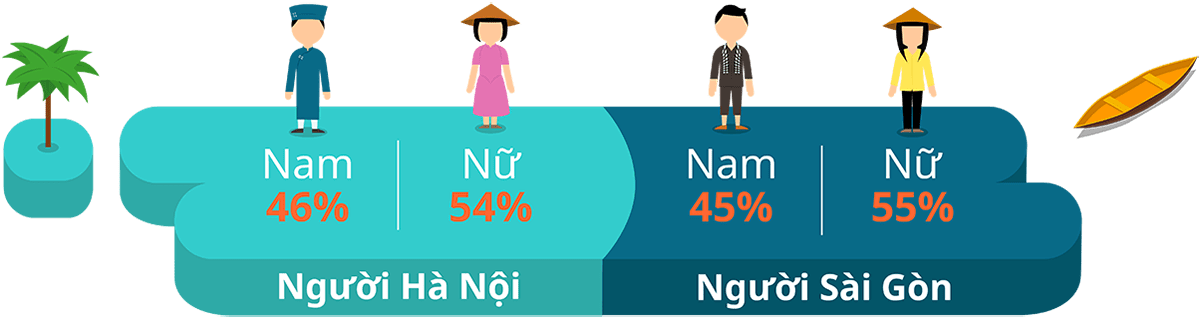 Nam
46%
Nữ
54%
Người Hà Nội
Nam
45%
Nữ
55%
Người Sài Gòn